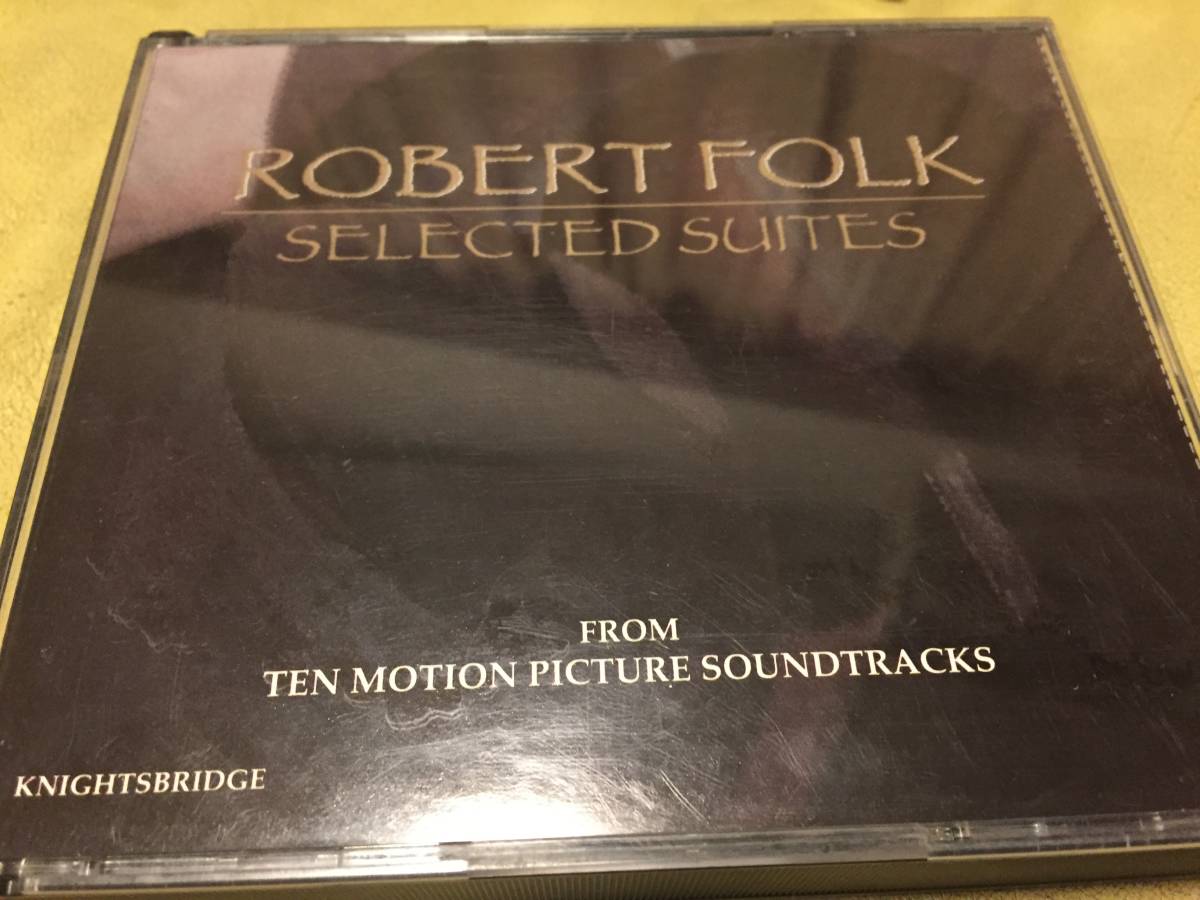 ROBERT FOLK
SELECTED SUITES
FROM
TEN MOTION PICTURE SOUNDTRACKS
KNIGHTSBRIDGE